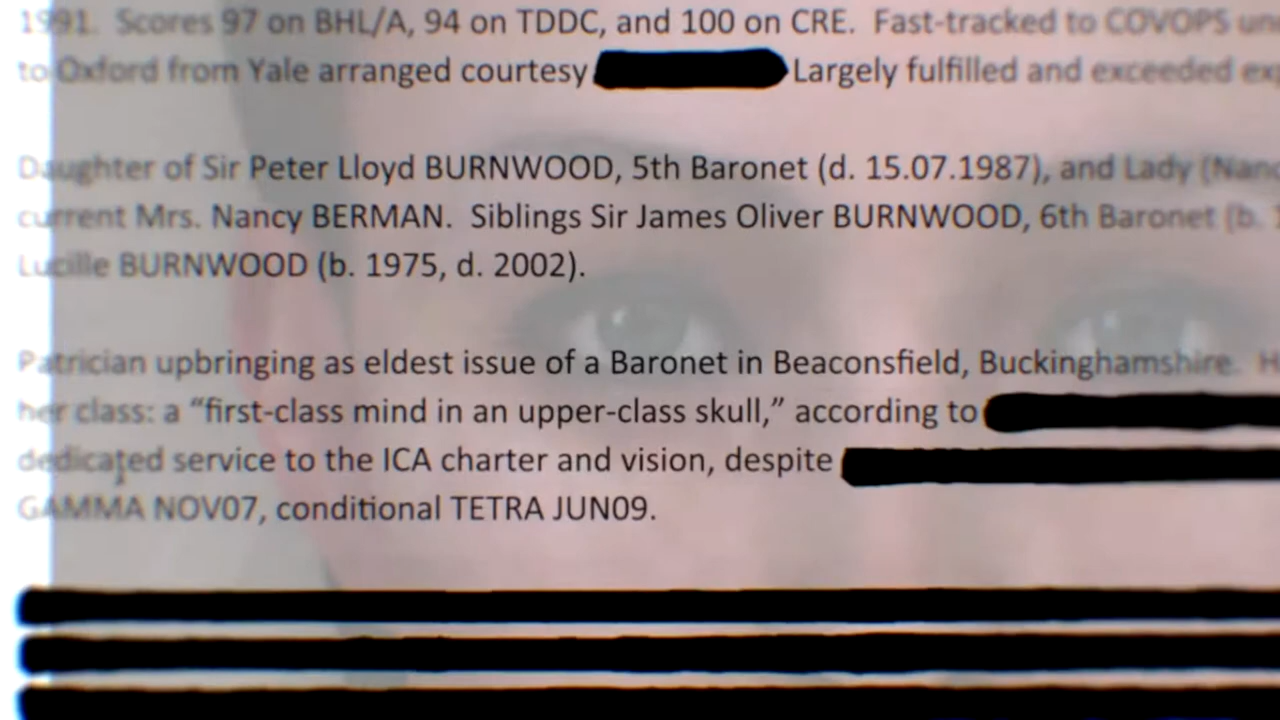 1991.  Scores 97 on BHL/A, 94 on TDDC, and 100 on CRE.  Fast-tracked to COVOPS
to Oxford from Yale arranged courtesy Largely fulfilled and exceeded
Daughter of Sir Peter Lloyd BURNWOOD, 5th Baronet (d. 15.07.1987), and Lady
current Mrs. Nancy BERMAN.  Siblings Sir James Oliver BURNWOOD, 6th Baronet (b.
Lucille BURNWOOD (b. 1975, d. 2002).
Patrician upbringing as eldest issue of a Baronet in Beaconsfield, Buckinghamshire.
her class: a “first-class mind in an upper-class skull,” according to
dedicated service to the ICA charter and vision, despite
GAMMA NOV07, conditional TETRA JUN09.